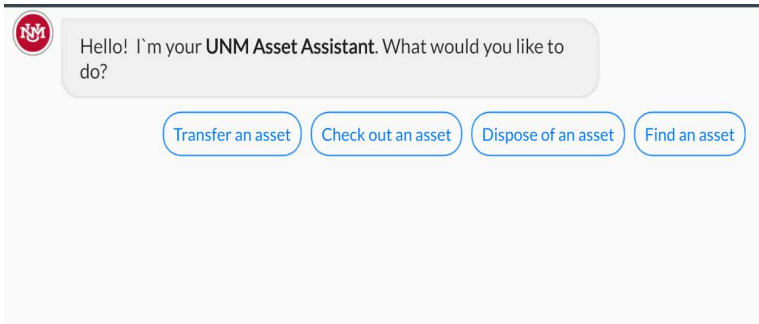 NM
Hello! I`m your UNM Asset Assistant. What would you like to
do?
Transfer an asset
Check out an asset
Dispose of an asset
Find an asset